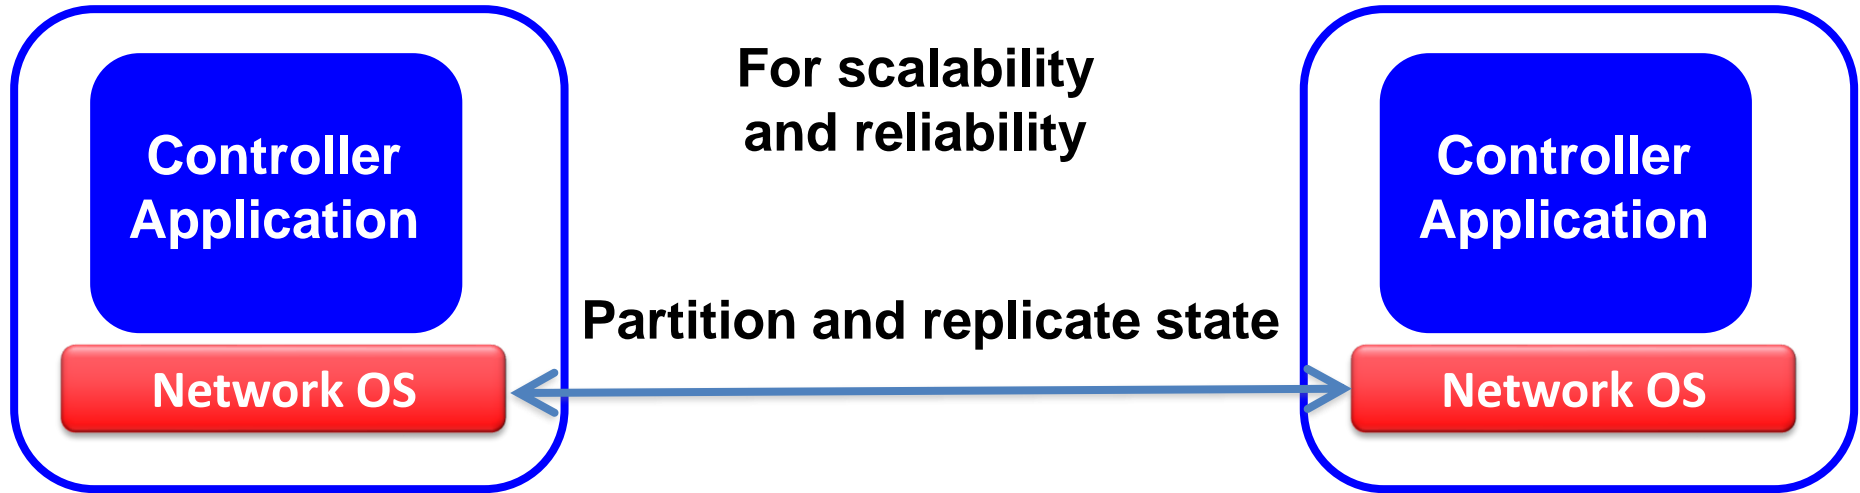 For scalability
and reliability
Controller
Application
Controller
Application
Partition and replicate state
Network OS
Network OS